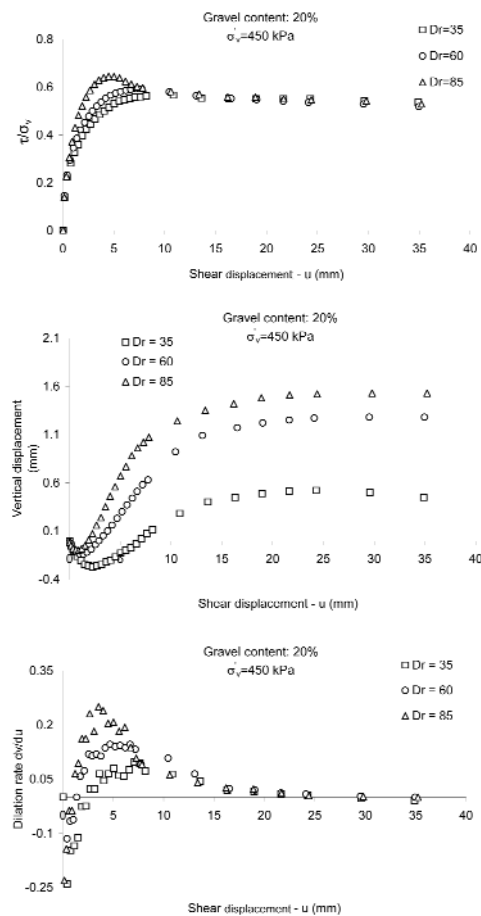 Gravel content: 20%
σ'v=450 kPa
Dr=35
Dr=60
Dr=85
0.8
0.6
0.4
0.2
0
τ/σv
0 5 10 15 20 25 30 35 40
Shear displacement - u (mm)
Gravel content: 20%
σ'v=450 kPa
Dr = 35
Dr = 60
Dr = 85
2.1
1.6
1.1
0.6
0.1
-0.4
Vertical displacement
(mm)
0 5 10 15 20 25 30 35 40
Shear displacement - u (mm)
Gravel content: 20%
σ'v=450 kPa
Dr = 35
Dr = 60
Dr = 85
0.35
0.2
0.05
-0.1
-0.25
Dilation rate dv/du
0 5 10 15 20 25 30 35 40
Shear displacement - u (mm)